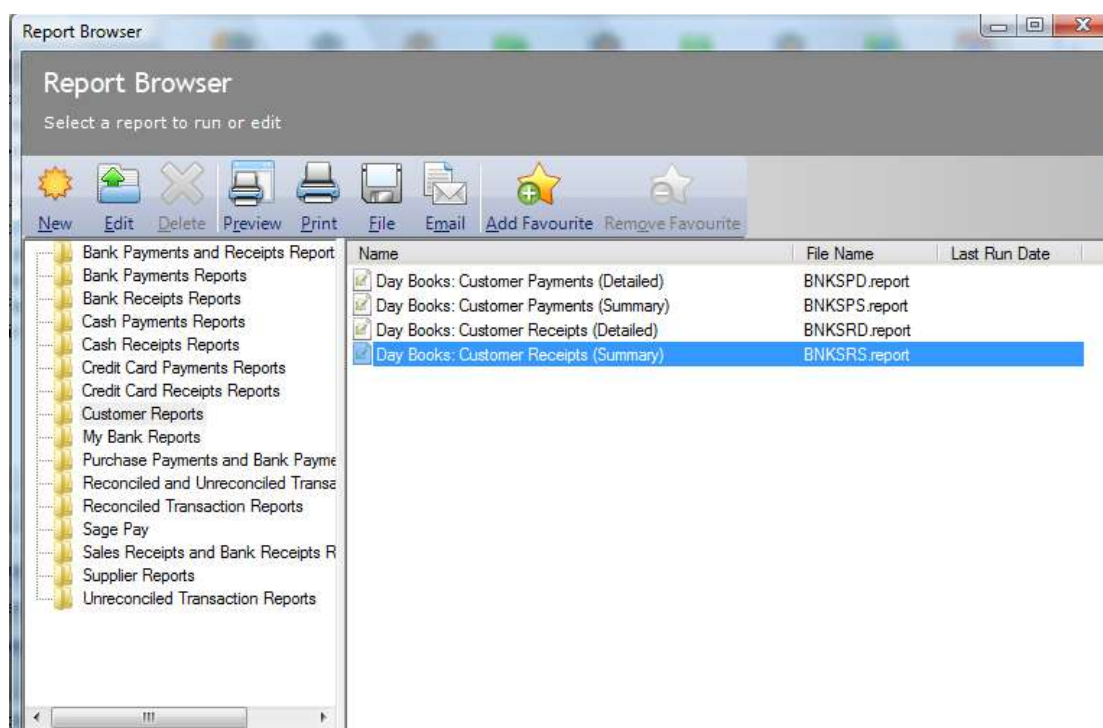 Report Browser
Report Browser
Select a report to run or edit
New Edit Delete Preview Print File Email Add Favourite Remove Favourite
Bank Payments and Receipts Report
Bank Payments Reports
Bank Receipts Reports
Cash Payments Reports
Cash Receipts Reports
Credit Card Payments Reports
Credit Card Receipts Reports
Customer Reports
My Bank Reports
Purchase Payments and Bank Payme
Reconciled and Unreconciled Transa
Reconciled Transaction Reports
Sage Pay
Sales Receipts and Bank Receipts R
Supplier Reports
Unreconciled Transaction Reports
Name File Name Last Run Date
Day Books: Customer Payments (Detailed) BNKSPD.report
Day Books: Customer Payments (Summary) BNKSPS.report
Day Books: Customer Receipts (Detailed) BNKSRD.report
Day Books: Customer Receipts (Summary) BNKSRS.report